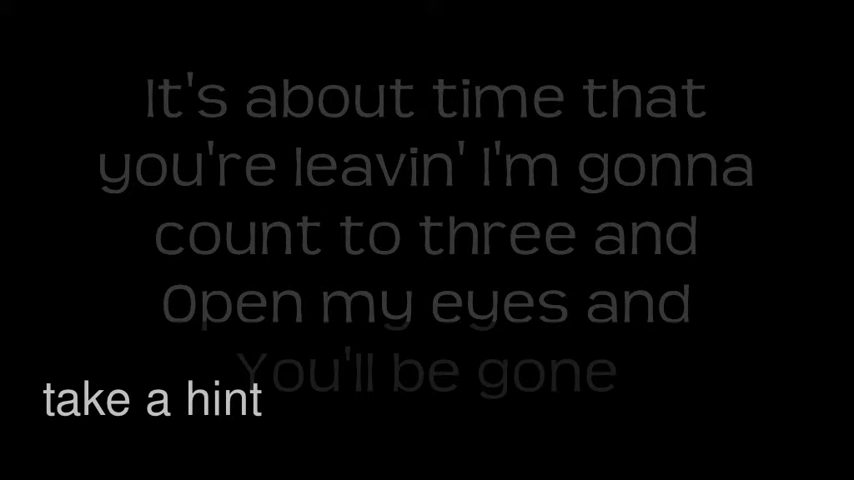 It's about time that
you're leavin' I'm gonna
count to three and
Open my eyes and
You'll be gone
take a hint